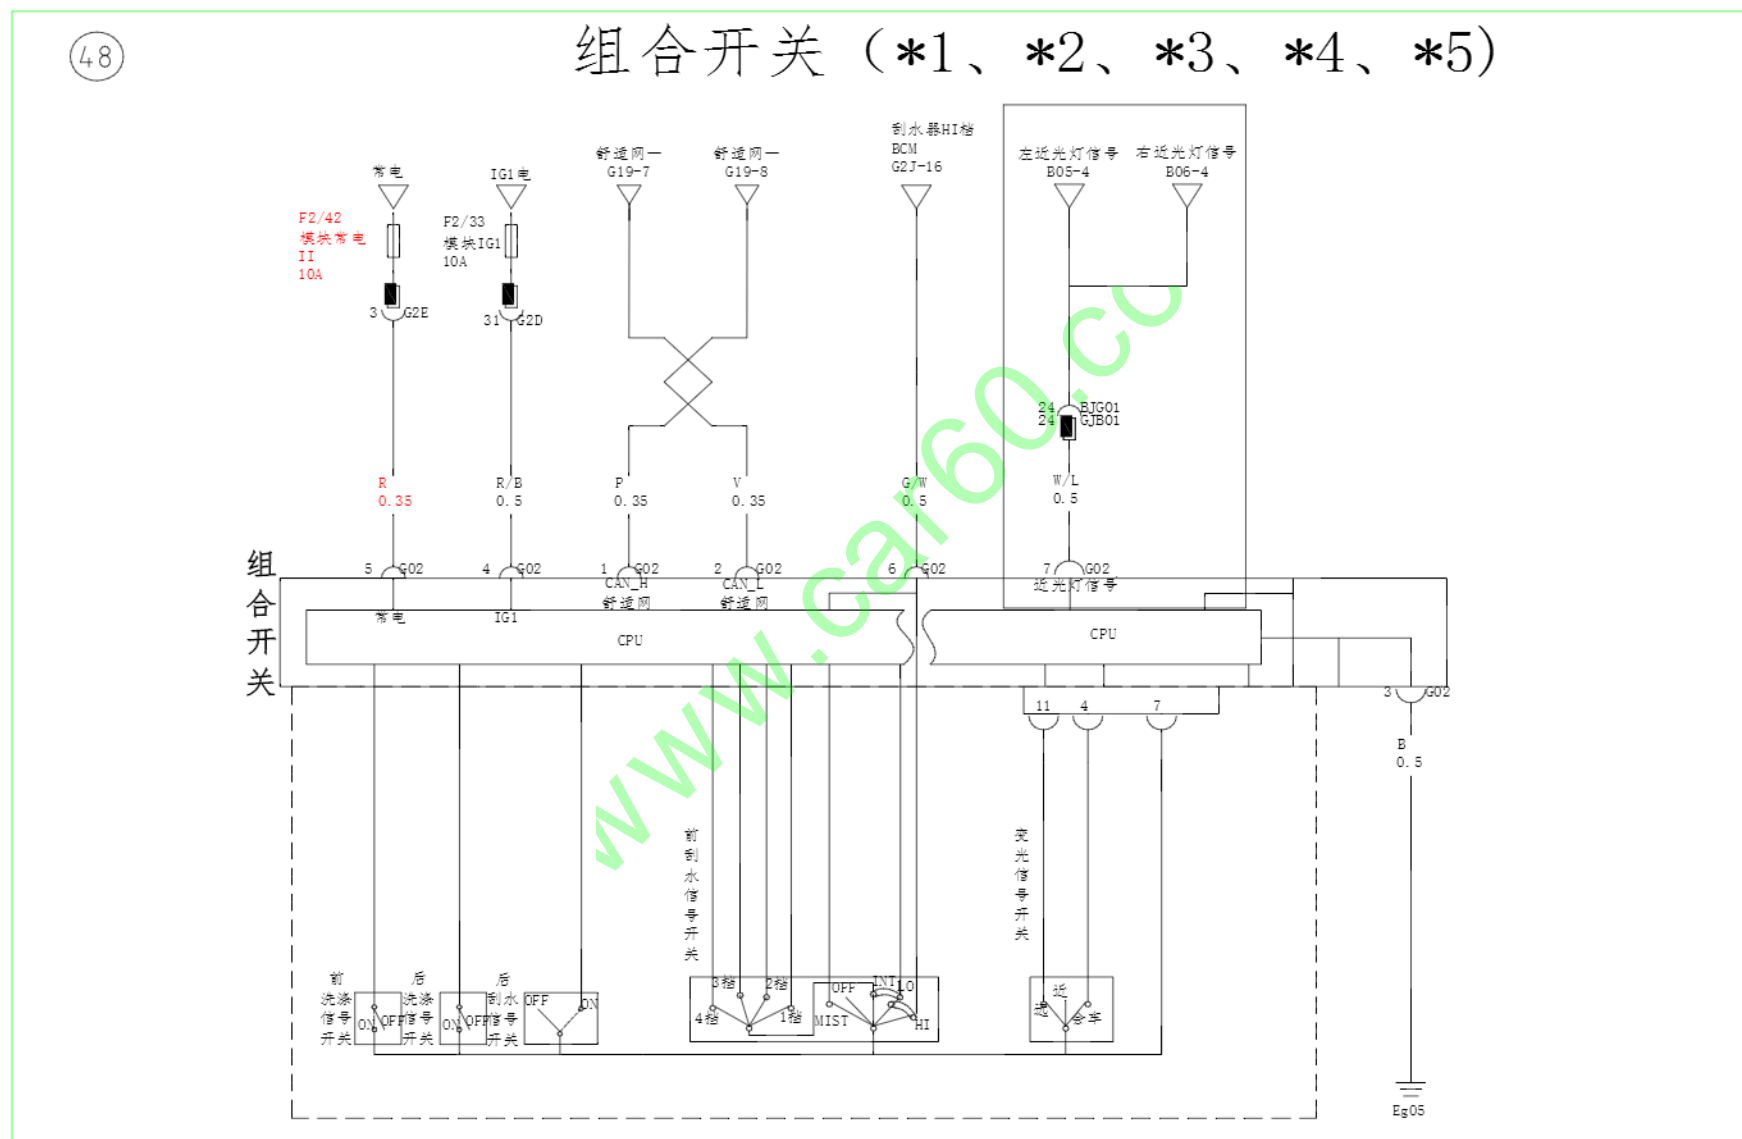 48
组合开关（*1、*2、*3、*4、*5）
常电
IG1电
舒适网一
G19-7
舒适网一
G19-8
刮水器HI档
BCM
G2J-16
左近光灯信号
B05-4
右近光灯信号
B06-4
F2/42
模块常电
II
10A
F2/33
模块IG1
10A
3 G2E
31 G2D
24 BJG01
24 GJB01
R
0.35
R/B
0.5
P
0.35
V
0.35
G/W
0.5
W/L
0.5
组合开关
5 G02
4 G02
1 G02
2 G02
6 G02
7 G02
CAN_H
舒适网
CAN_L
舒适网
近光灯信号
常电
IG1
CPU
CPU
3 G02
11 4 7
B
0.5
前刮水信号开关
变光信号开关
前洗涤信号开关
ON OFF
后洗涤信号开关
ON OFF
后刮水信号开关
OFF ON
3档 2档
4档 1档
MIST OFF INT LO HI
远 近 会车
Eg05
www.car60.co